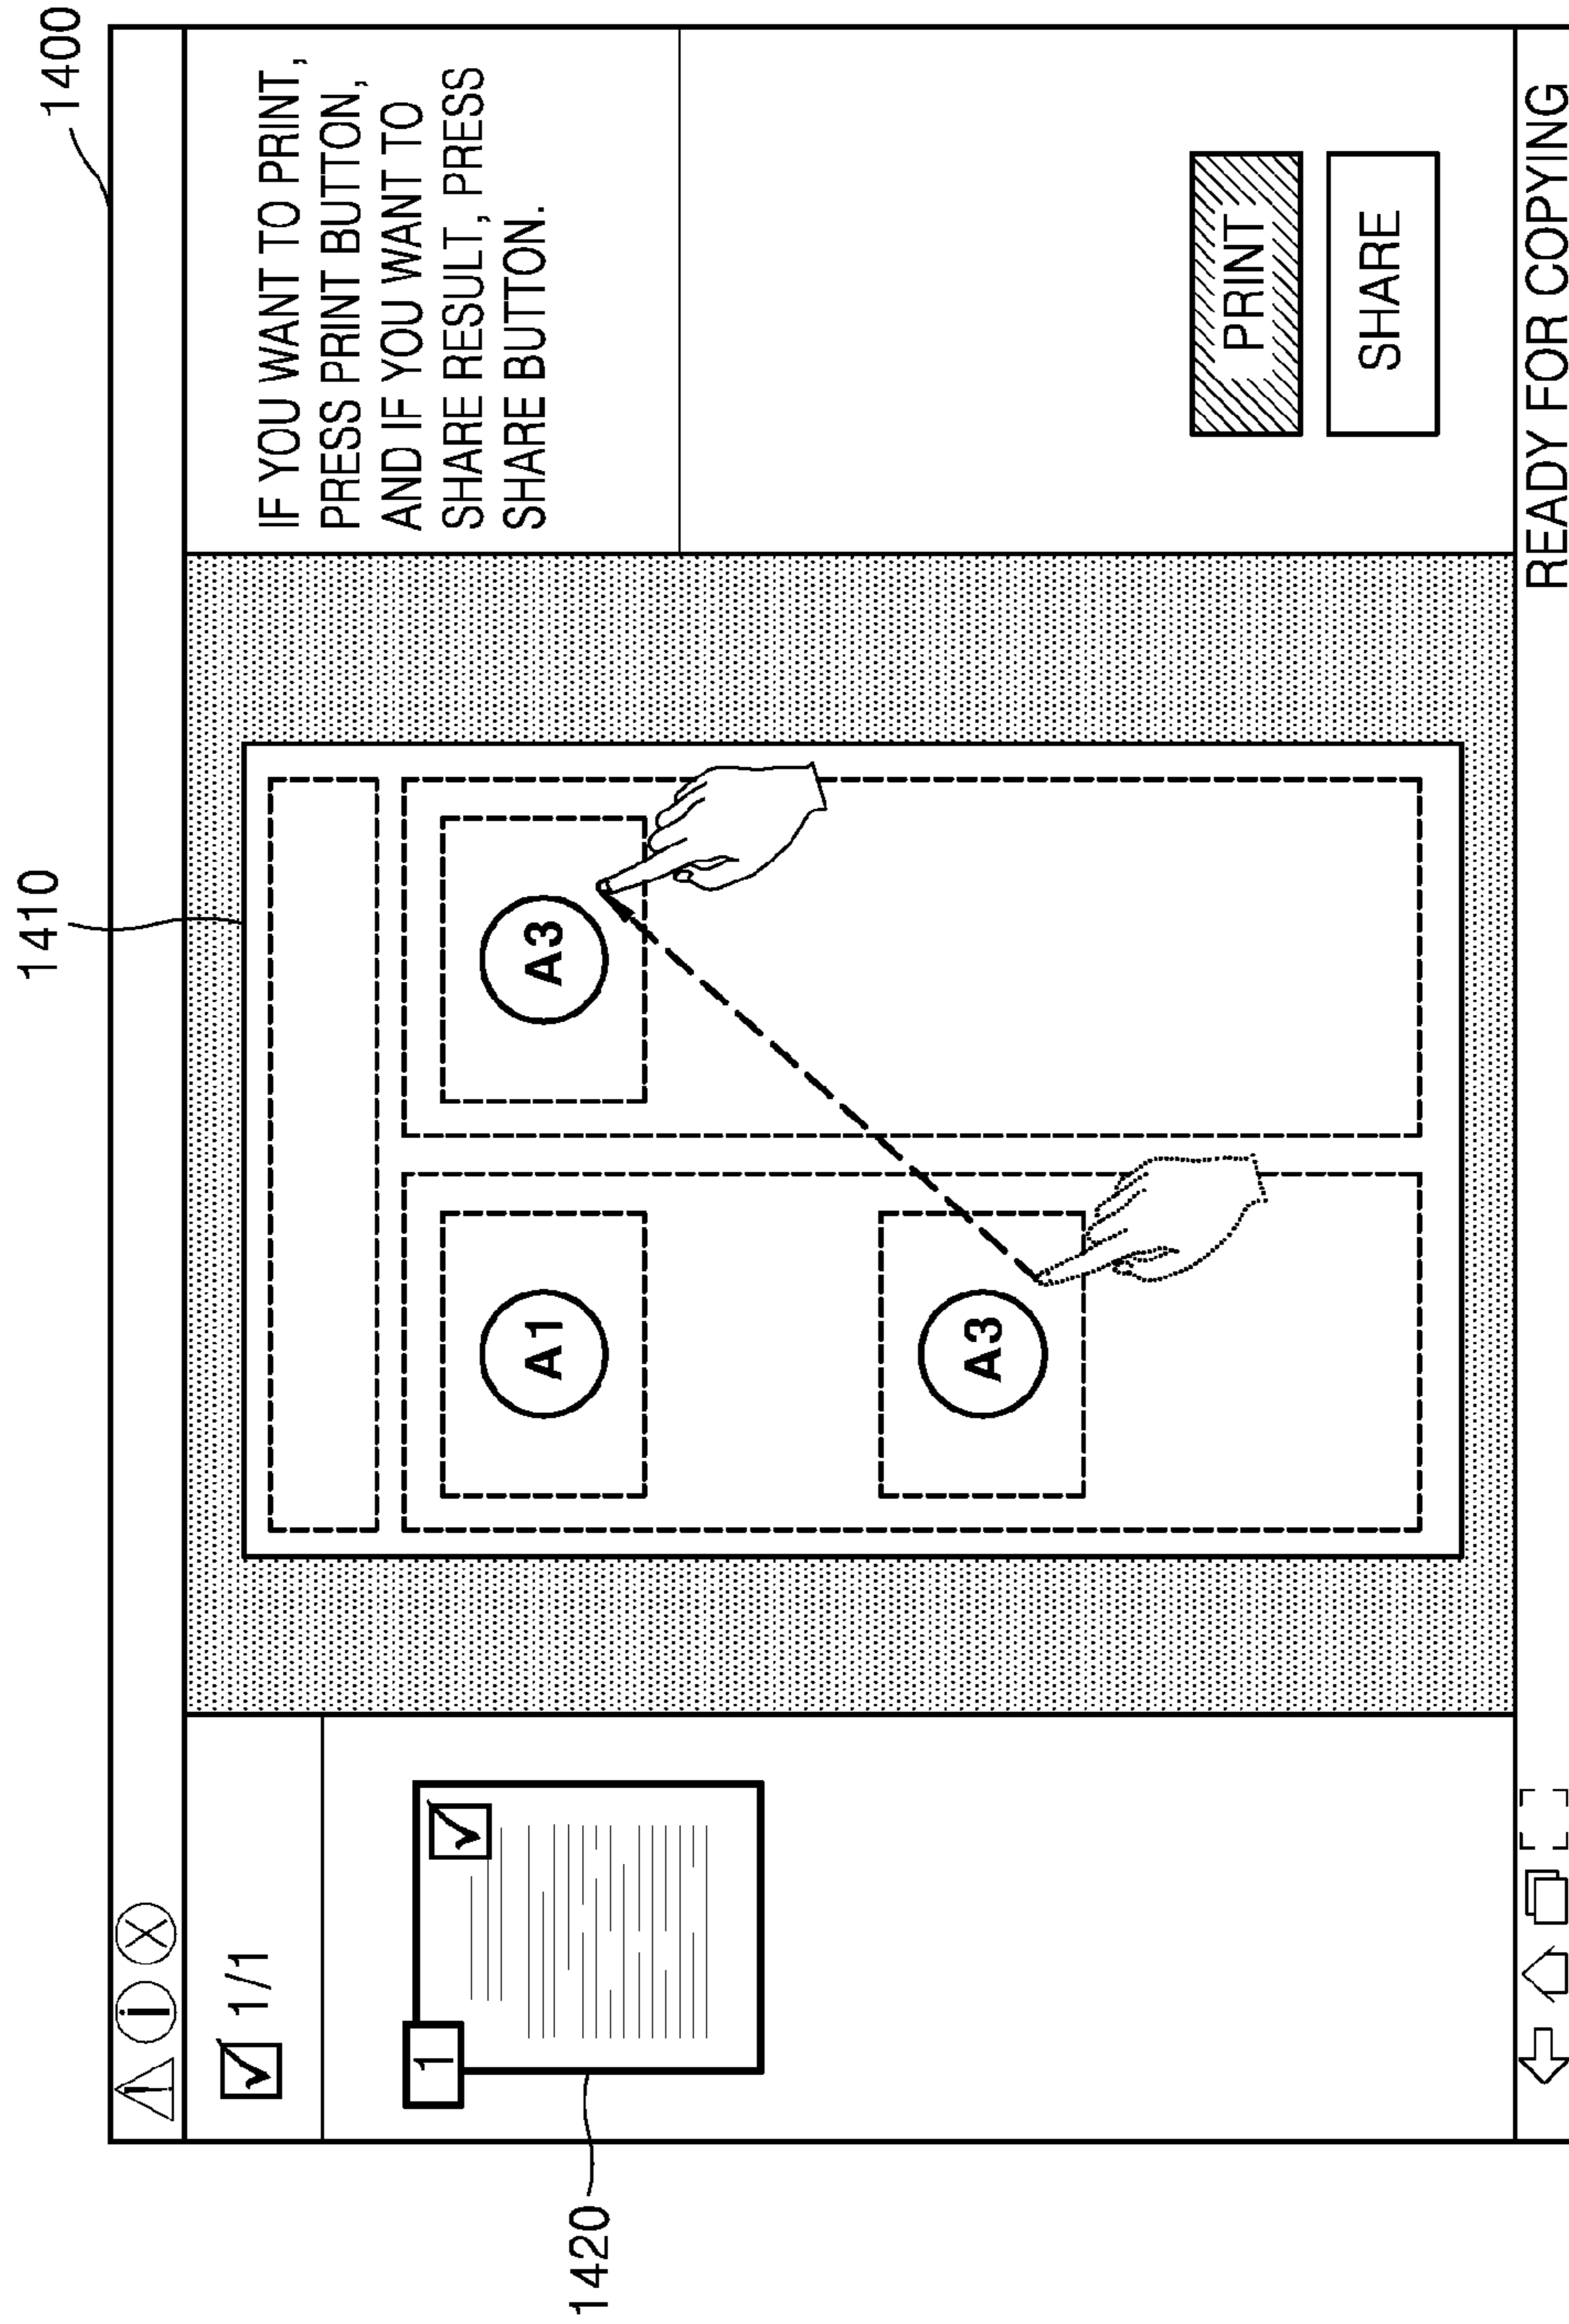 1400
1410
1/1
1
1420
A1
A3
A3
IF YOU WANT TO PRINT,
PRESS PRINT BUTTON,
AND IF YOU WANT TO
SHARE RESULT, PRESS
SHARE BUTTON.
PRINT
SHARE
READY FOR COPYING